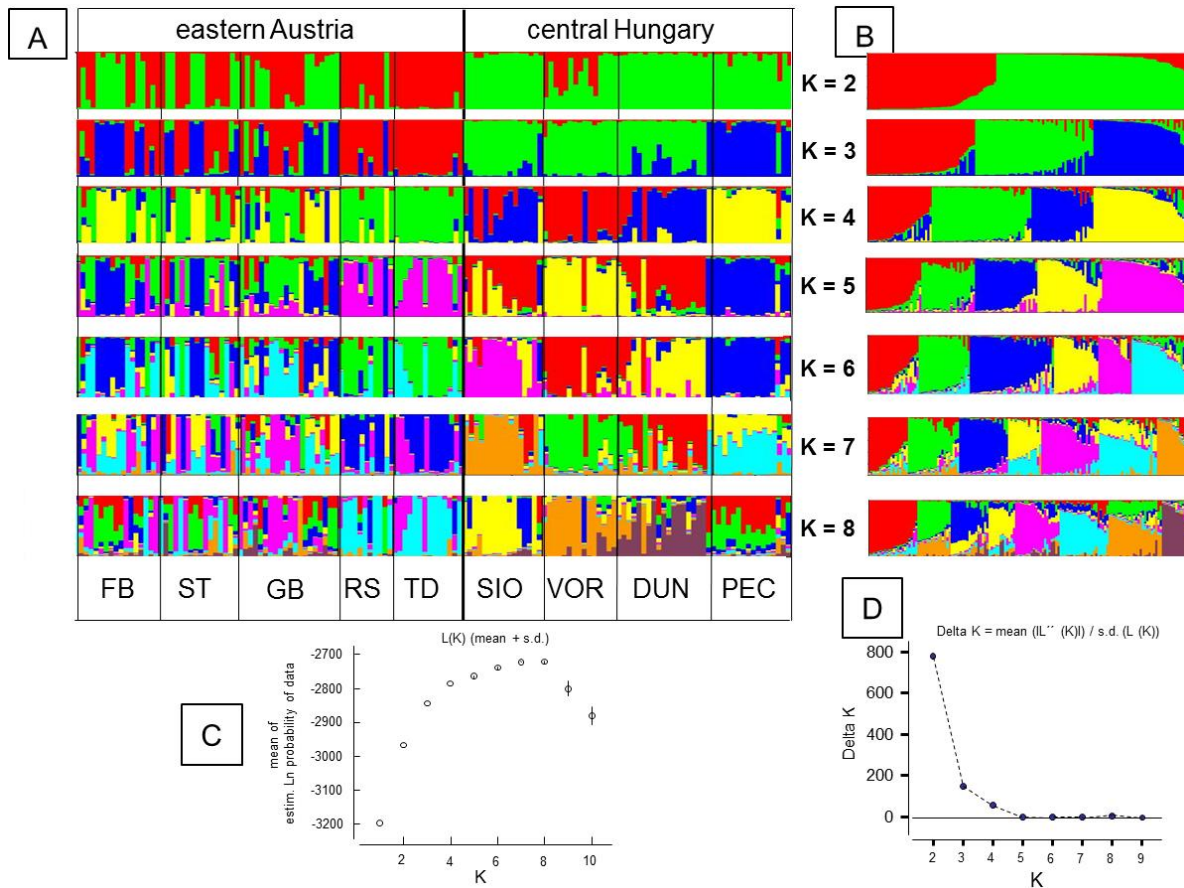 A
eastern Austria
central Hungary
B
K = 2
K = 3
K = 4
K = 5
K = 6
K = 7
K = 8
FB ST GB RS TD SIO VOR DUN PEC
C
L(K) (mean + s.d.)
mean of
estim. Ln probability of data
-2700
-2800
-2900
-3000
-3100
-3200
2 4 6 8 10
K
D
Delta K = mean (lL´´ (K)l) / s.d. (L (K))
Delta K
800
600
400
200
0
2 3 4 5 6 7 8 9
K